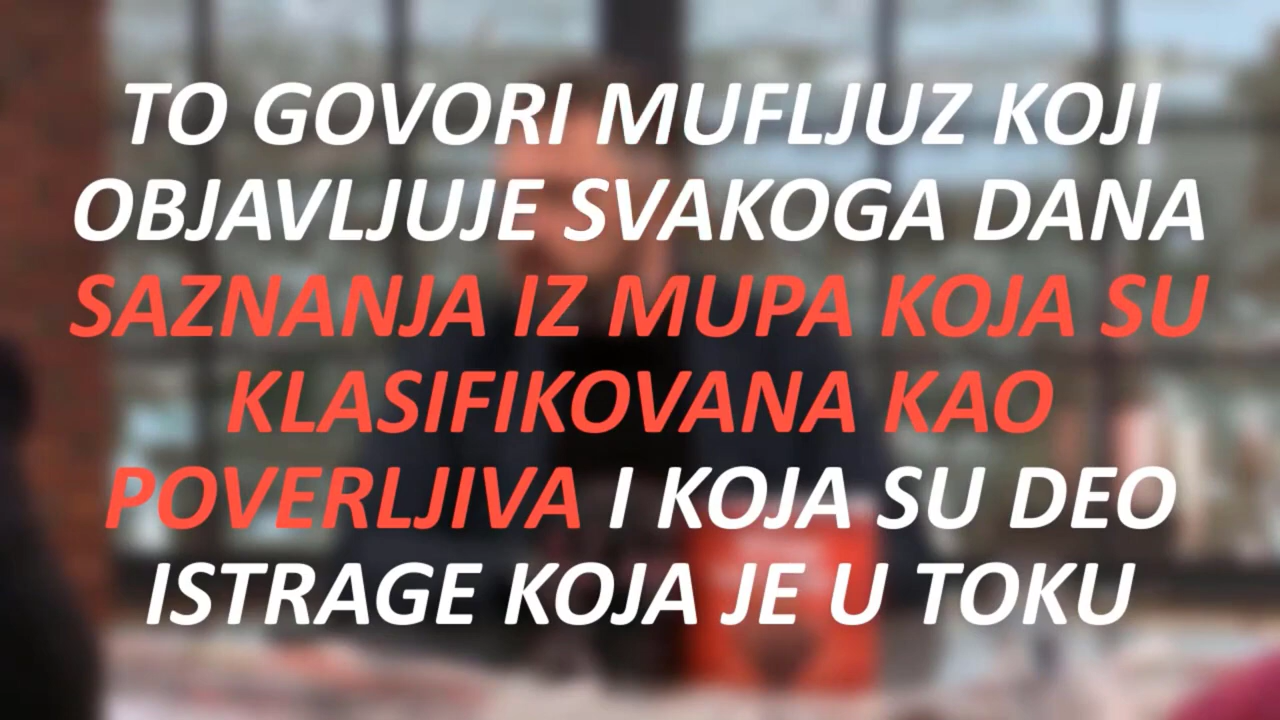 TO GOVORI MUFLJUZ KOJI
OBJAVLJUJE SVAKOGA DANA
SAZNANJA IZ MUPA KOJA SU
KLASIFIKOVANA KAO
POVERLJIVA I KOJA SU DEO
ISTRAGE KOJA JE U TOKU